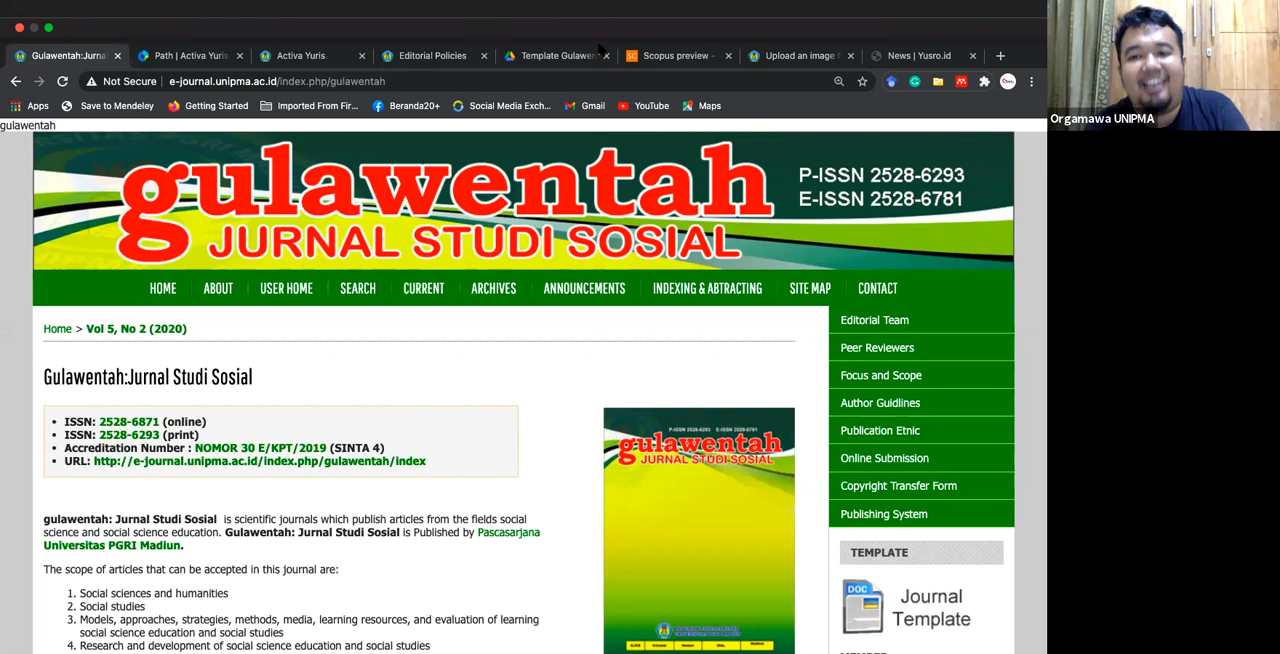 Gulawentah:Jurna
Path | Activa Yuris
Activa Yuris
Editorial Policies
Template Gulawen
Scopus preview -
Upload an image f
News | Yusro.id
Not Secure
e-journal.unipma.ac.id/index.php/gulawentah
Apps
Save to Mendeley
Getting Started
Imported From Fir...
Beranda20+
Social Media Exch...
Gmail
YouTube
Maps
Orgamawa UNIPMA
gulawentah
gulawentah
JURNAL STUDI SOSIAL
P-ISSN 2528-6293
E-ISSN 2528-6781
HOME ABOUT USER HOME SEARCH CURRENT ARCHIVES ANNOUNCEMENTS INDEXING & ABTRACTING SITE MAP CONTACT
Home > Vol 5, No 2 (2020)
Gulawentah:Jurnal Studi Sosial
• ISSN: 2528-6871 (online)
• ISSN: 2528-6293 (print)
• Accreditation Number : NOMOR 30 E/KPT/2019 (SINTA 4)
• URL: http://e-journal.unipma.ac.id/index.php/gulawentah/index
gulawentah: Jurnal Studi Sosial is scientific journals which publish articles from the fields social
science and social science education. Gulawentah: Jurnal Studi Sosial is Published by Pascasarjana
Universitas PGRI Madiun.
The scope of articles that can be accepted in this journal are:
1. Social sciences and humanities
2. Social studies
3. Models, approaches, strategies, methods, media, learning resources, and evaluation of learning
social science education and social studies
4. Research and development of social science education and social studies
P-ISSN 2528-6293 E-ISSN 2528-6781
gulawentah
JURNAL STUDI SOSIAL
Editorial Team
Peer Reviewers
Focus and Scope
Author Guidlines
Publication Etnic
Online Submission
Copyright Transfer Form
Publishing System
TEMPLATE
DOC
Journal
Template